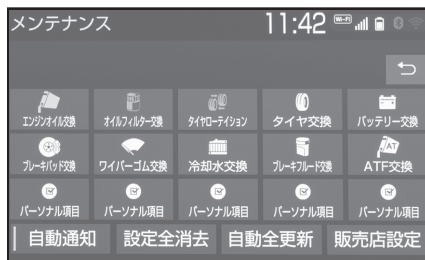 メンテナンス 11:42 Wi-Fi
エンジンオイル交換 オイルフィルター交換 タイヤローテイション タイヤ交換 バッテリー交換
ブレーキパッド交換 ワイパーゴム交換 冷却水交換 ブレーキフルード交換 ATF交換
AT
パーソナル項目 パーソナル項目 パーソナル項目 パーソナル項目 パーソナル項目
自動通知 設定全消去 自動全更新 販売店設定